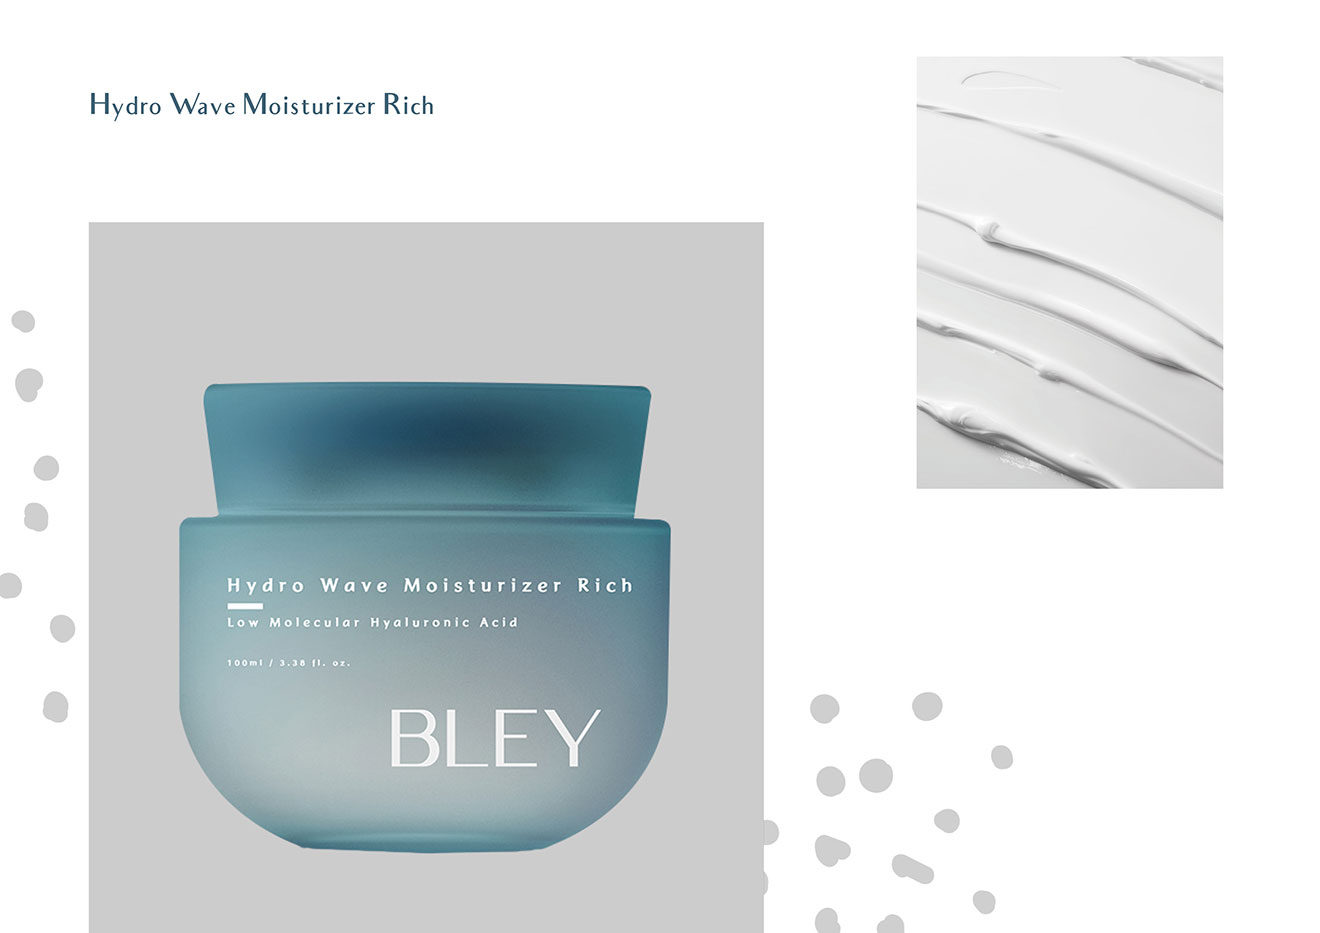 Hydro Wave Moisturizer Rich
Hydro Wave Moisturizer Rich
Low Molecular Hyaluronic Acid
100ml / 3.38 fl. oz.
BLEY